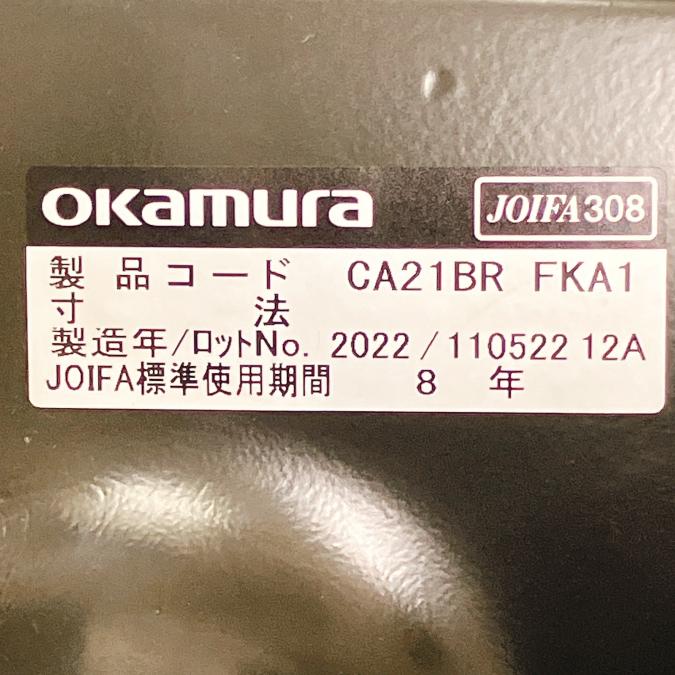 okamura
JOIFA308
製品コード CA21BR FKA1
寸法
製造年/ロットNo. 2022/110522 12A
JOIFA標準使用期間 8 年